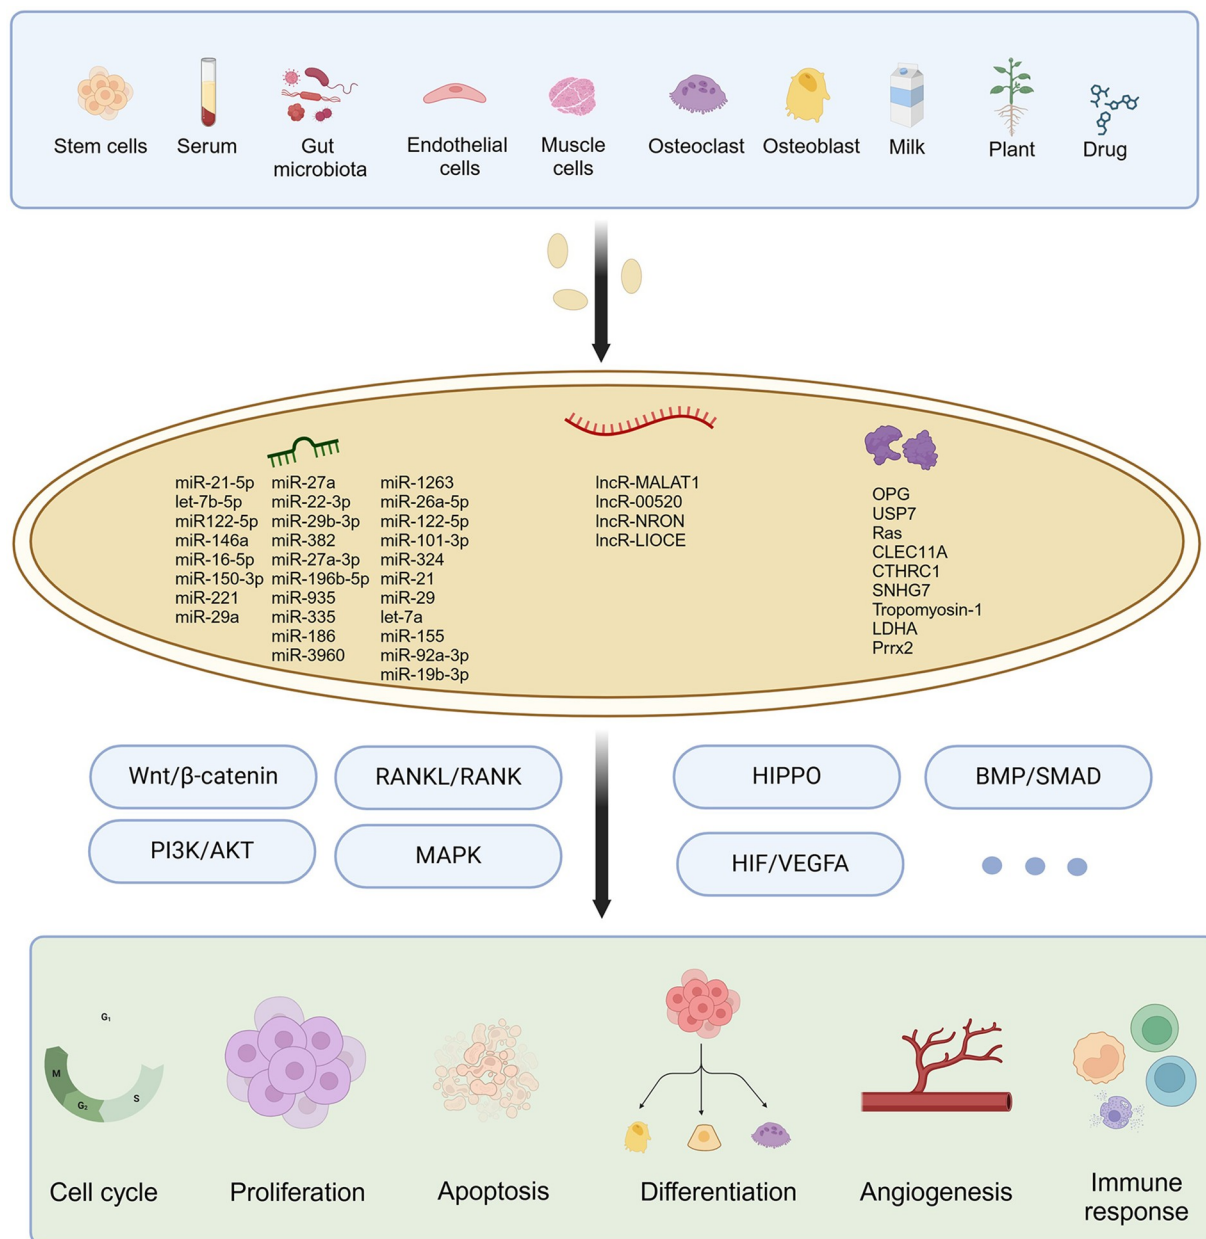 Stem cells
Serum
Gut
microbiota
Endothelial
cells
Muscle
cells
Osteoclast
Osteoblast
Milk
Plant
Drug
miR-21-5p
let-7b-5p
miR122-5p
miR-146a
miR-16-5p
miR-150-3p
miR-221
miR-29a
miR-27a
miR-22-3p
miR-29b-3p
miR-382
miR-27a-3p
miR-196b-5p
miR-935
miR-335
miR-186
miR-3960
miR-1263
miR-26a-5p
miR-122-5p
miR-101-3p
miR-324
miR-21
miR-29
let-7a
miR-155
miR-92a-3p
miR-19b-3p
lncR-MALAT1
lncR-00520
lncR-NRON
lncR-LIOCE
OPG
USP7
Ras
CLEC11A
CTHRC1
SNHG7
Tropomyosin-1
LDHA
Prrx2
Wnt/β-catenin
RANKL/RANK
HIPPO
BMP/SMAD
PI3K/AKT
MAPK
HIF/VEGFA
G₁
M
G₂
S
Cell cycle
Proliferation
Apoptosis
Differentiation
Angiogenesis
Immune
response